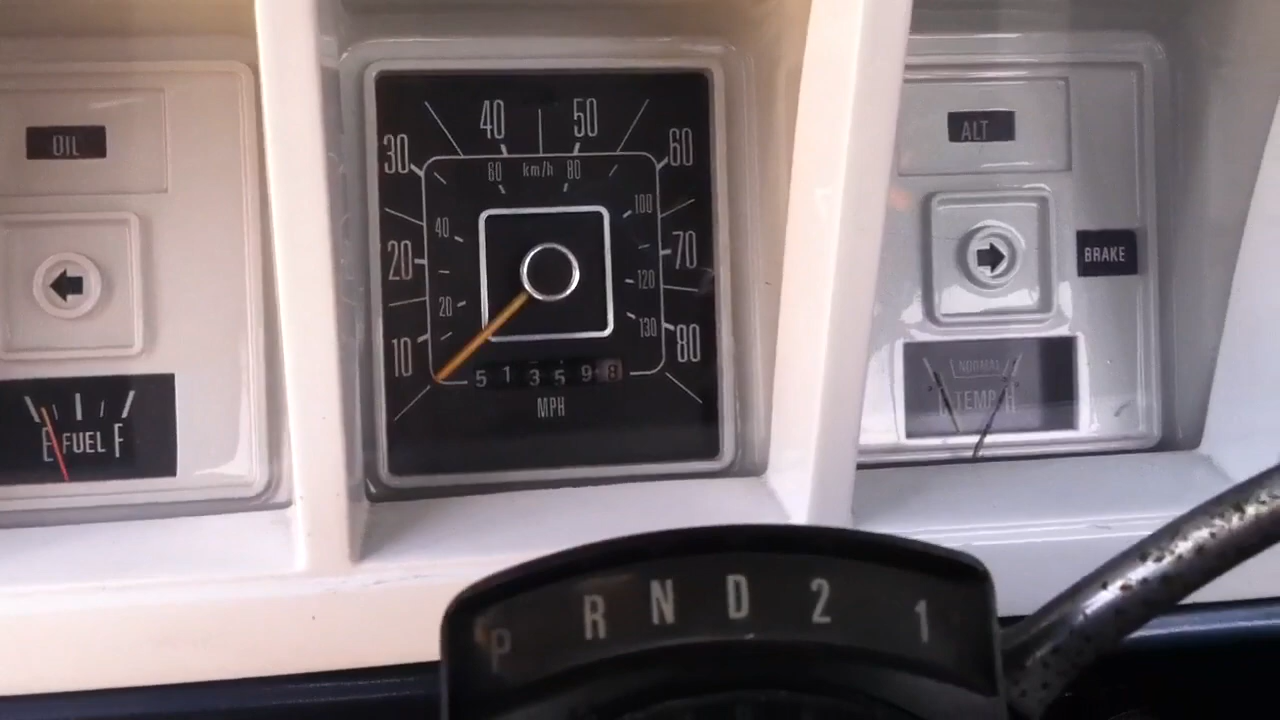 OIL
E FUEL F
30 40 50 60
20 70
10 80
60 km/h 80
40 100
20 120
130
5 1 3 5 9 8
MPH
ALT
BRAKE
NORMAL
TEMP H
P R N D 2 1